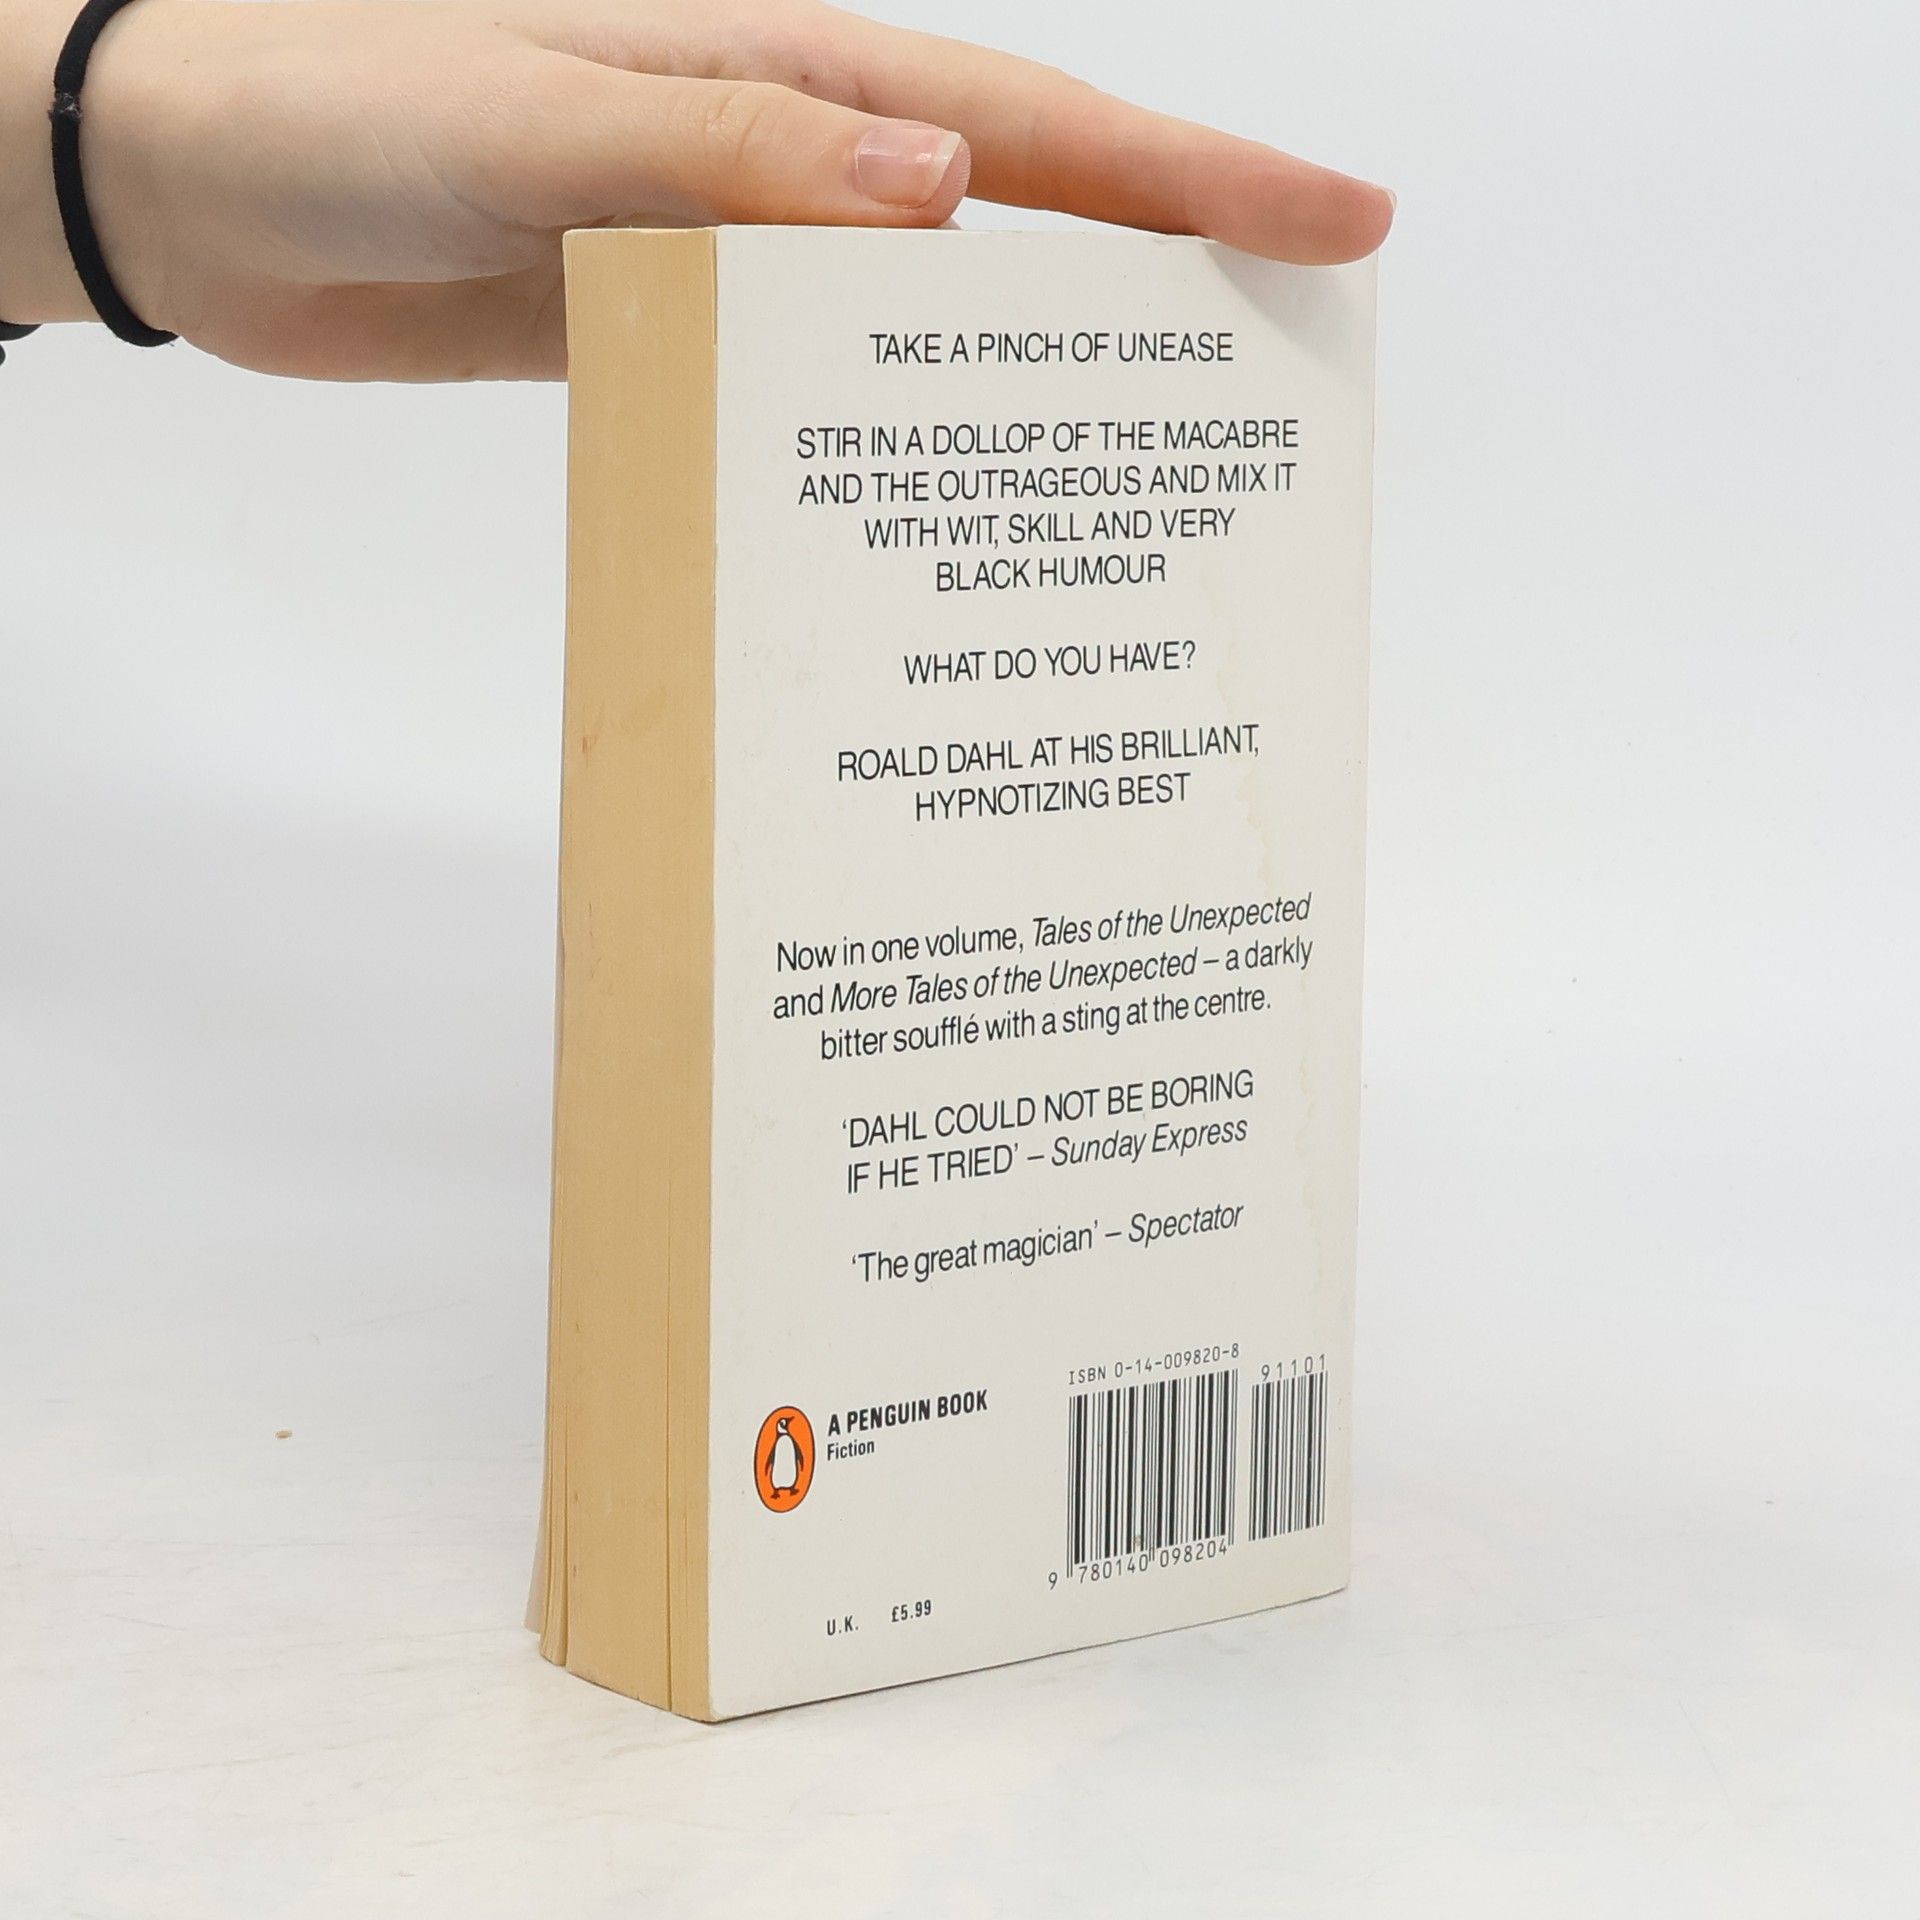 TAKE A PINCH OF UNEASE
STIR IN A DOLLOP OF THE MACABRE
AND THE OUTRAGEOUS AND MIX IT
WITH WIT, SKILL AND VERY
BLACK HUMOUR
WHAT DO YOU HAVE?
ROALD DAHL AT HIS BRILLIANT,
HYPNOTIZING BEST
Now in one volume, Tales of the Unexpected
and More Tales of the Unexpected – a darkly
bitter soufflé with a sting at the centre.
‘DAHL COULD NOT BE BORING
IF HE TRIED’ – Sunday Express
‘The great magician’ – Spectator
ISBN 0-14-009820-8
91101
A PENGUIN BOOK
Fiction
9 780140 098204
U.K. £5.99